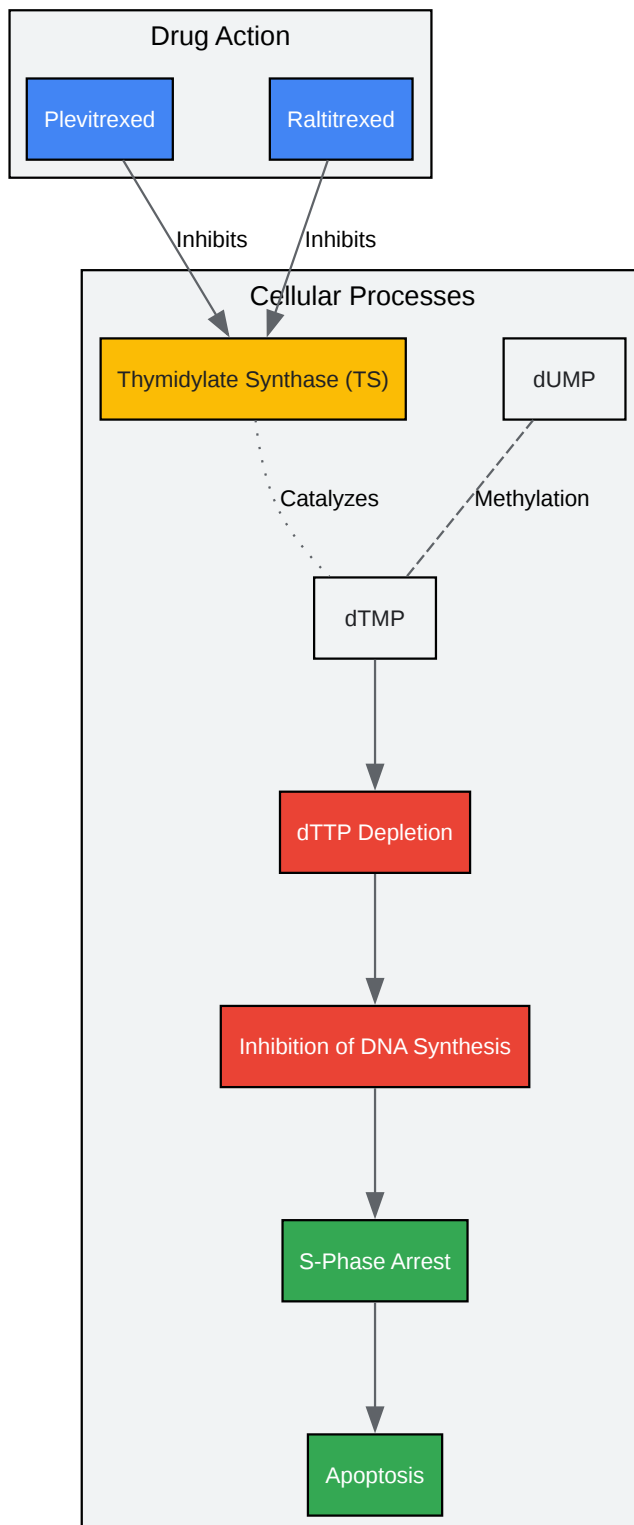 Drug Action
Plevitrexed
Raltitrexed
Inhibits
Inhibits
Cellular Processes
Thymidylate Synthase (TS)
dUMP
Catalyzes
Methylation
dTMP
dTTP Depletion
Inhibition of DNA Synthesis
S-Phase Arrest
Apoptosis